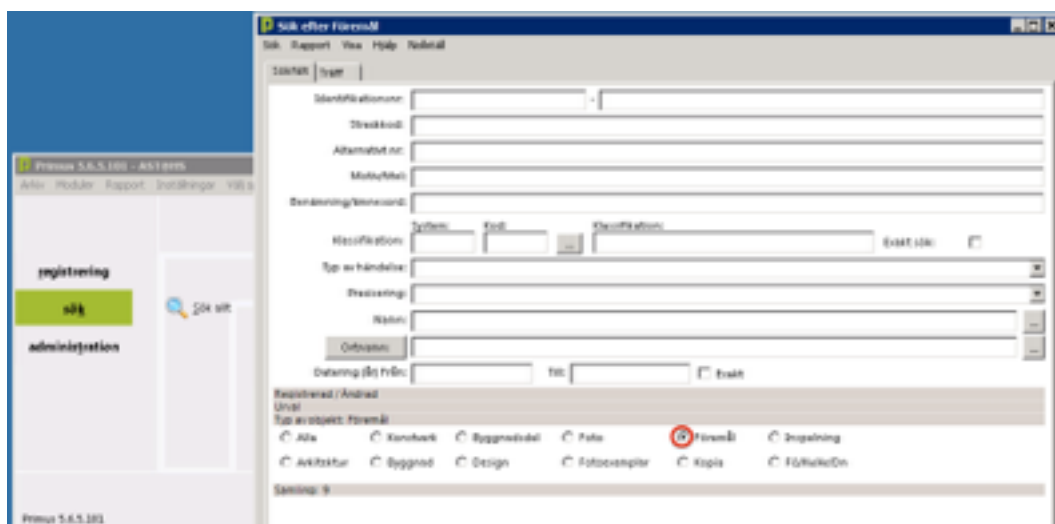 Sök efter Föremål
Sök Rapport Visa Hjälp Nollställ
Sökfält Träff
Identifikationsnr: -
Streckkod:
Alternativt nr:
Motiv/titel:
Benämning/ämnesord:
System: Kod: Klassifikation:
Klassifikation: ... Exakt sök:
Typ av händelse:
Precisering:
Namn: ...
Ortnamn: ...
Datering (år) Från: Till: Exakt
Registrerad / Ändrad
Urval
Typ av objekt: Föremål
Alla Konstverk Byggnadsdel Foto Föremål Inspelning
Arkitektur Byggnad Design Fotoexemplar Kopia
Samling: 9
Primus 5.6.5.101
Arkiv Moduler Rapport Inställningar
registrering
sök
administration
Sök allt
Primus 5.6.5.101